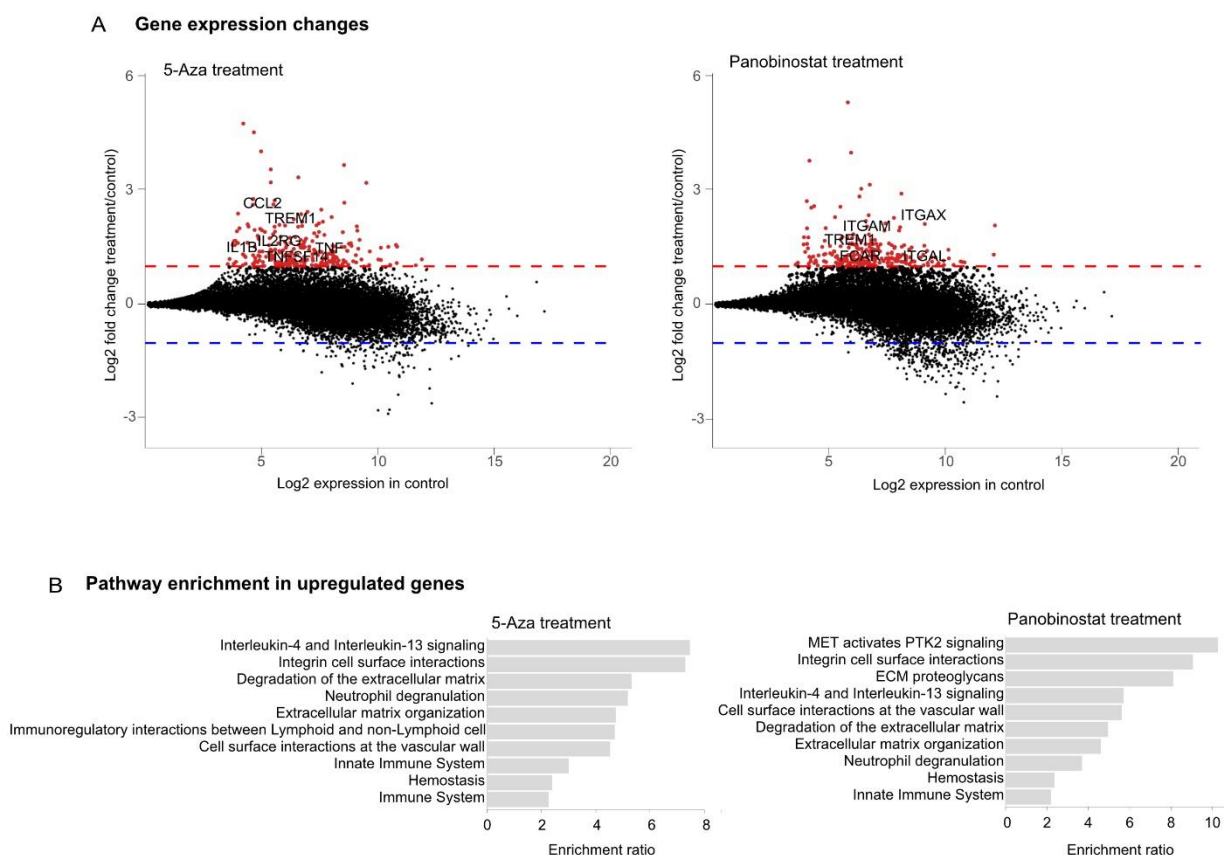 A Gene expression changes
5-Aza treatment
Log2 fold change treatment/control)
6
3
0
-3
CCL2
TREM1
IL1B
IL2RG
TNF
TNFSF14
5
10
15
20
Log2 expression in control
Panobinostat treatment
Log2 fold change treatment/control)
6
3
0
-3
ITGAX
ITGAM
TREM1
FCAR
ITGAL
5
10
15
20
Log2 expression in control
B Pathway enrichment in upregulated genes
5-Aza treatment
Interleukin-4 and Interleukin-13 signaling
Integrin cell surface interactions
Degradation of the extracellular matrix
Neutrophil degranulation
Extracellular matrix organization
Immunoregulatory interactions between Lymphoid and non-Lymphoid cell
Cell surface interactions at the vascular wall
Innate Immune System
Hemostasis
Immune System
0 2 4 6 8
Enrichment ratio
Panobinostat treatment
MET activates PTK2 signaling
Integrin cell surface interactions
ECM proteoglycans
Interleukin-4 and Interleukin-13 signaling
Cell surface interactions at the vascular wall
Degradation of the extracellular matrix
Extracellular matrix organization
Neutrophil degranulation
Hemostasis
Innate Immune System
0 2 4 6 8 10
Enrichment ratio